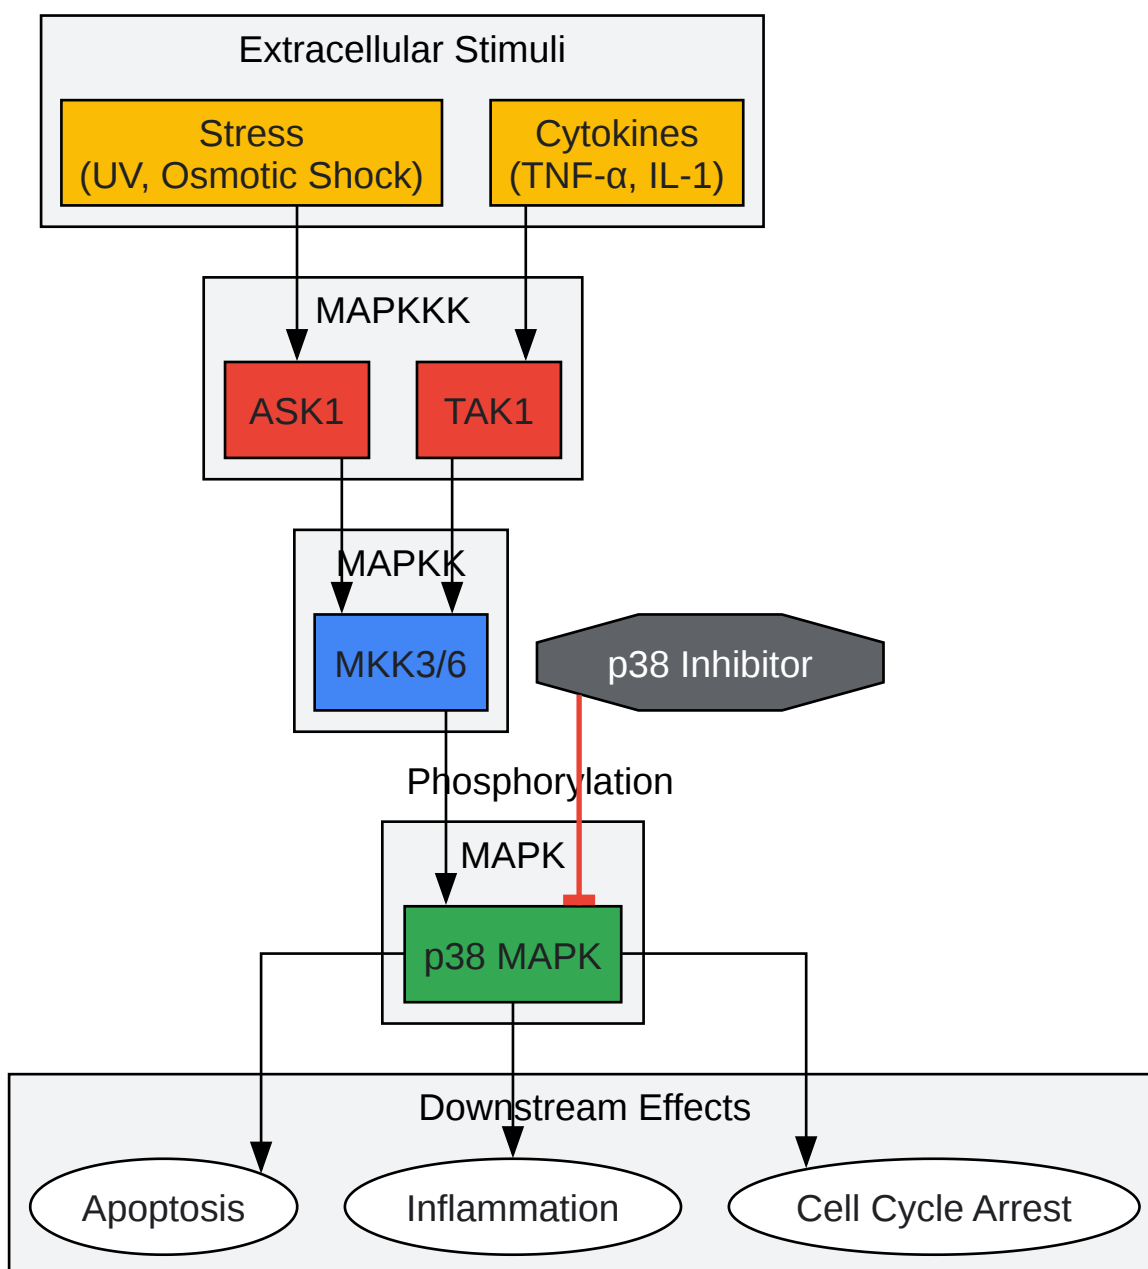 Extracellular Stimuli
Stress
(UV, Osmotic Shock)
Cytokines
(TNF-α, IL-1)
MAPKKK
ASK1
TAK1
MAPKK
MKK3/6
p38 Inhibitor
Phosphorylation
MAPK
p38 MAPK
Downstream Effects
Apoptosis
Inflammation
Cell Cycle Arrest